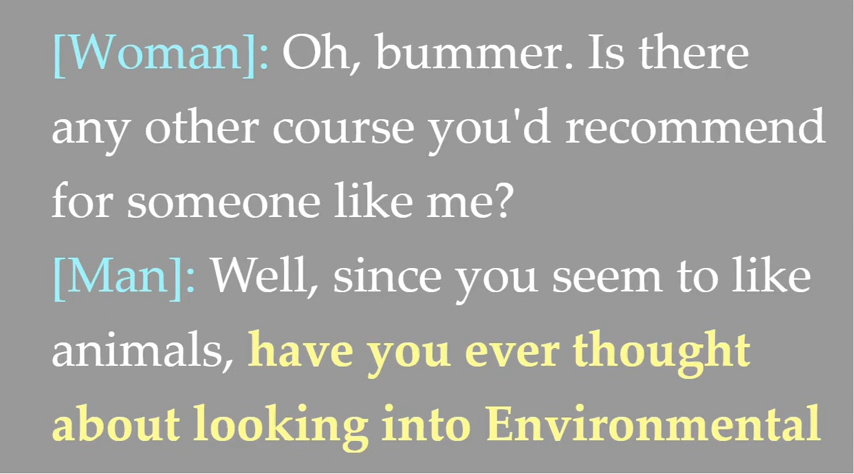 [Woman]: Oh, bummer. Is there
any other course you'd recommend
for someone like me?
[Man]: Well, since you seem to like
animals, have you ever thought
about looking into Environmental